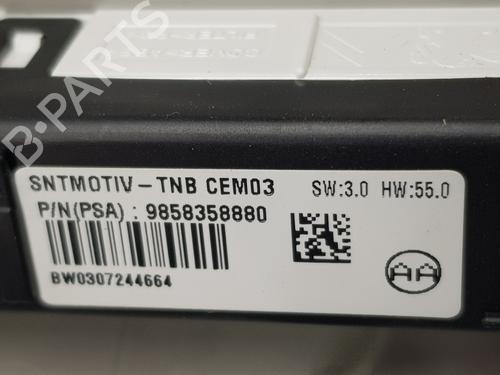 SNTMOTIV-TNB CEM03 SW:3.0 HW:55.0
P/N(PSA) : 9858358880
BW0307244664
AA
B-PARTS